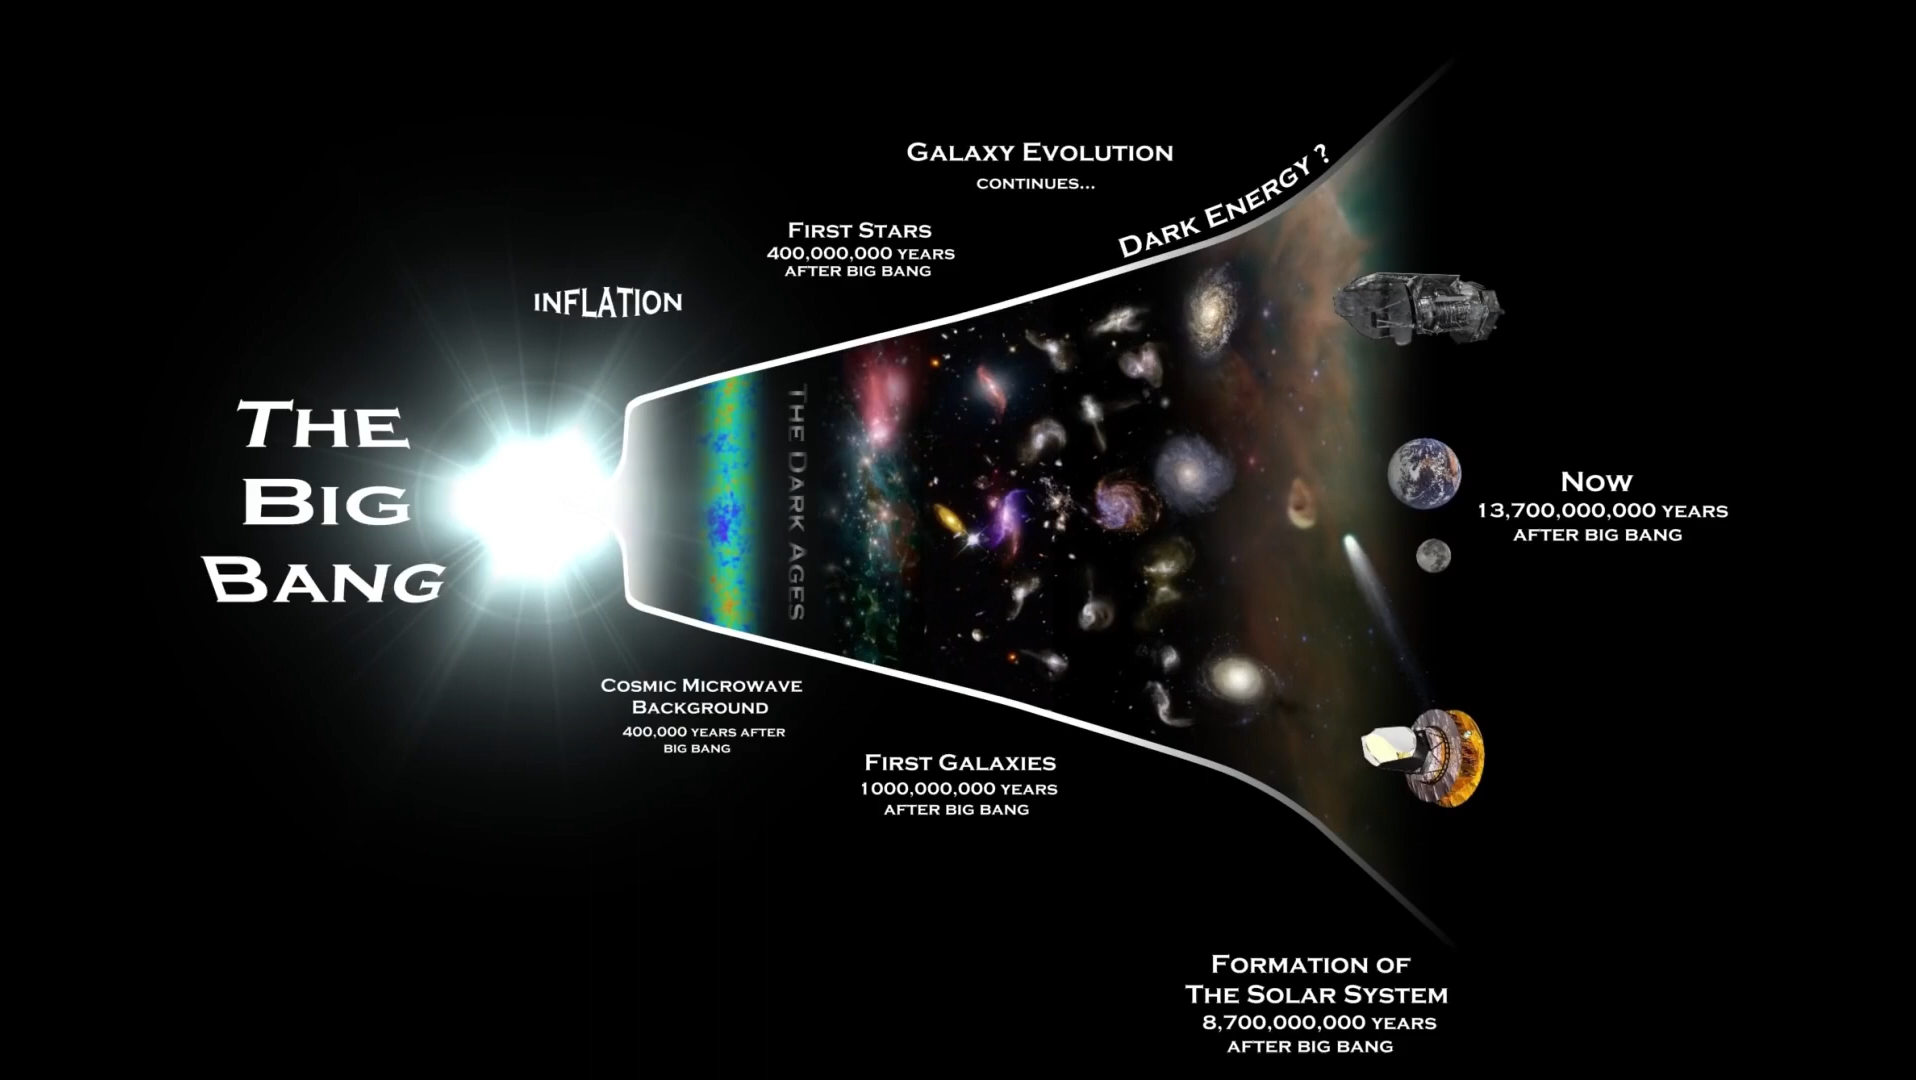 THE
BIG
BANG
INFLATION
COSMIC MICROWAVE
BACKGROUND
400,000 YEARS AFTER
BIG BANG
THE DARK AGES
FIRST STARS
400,000,000 YEARS
AFTER BIG BANG
FIRST GALAXIES
1000,000,000 YEARS
AFTER BIG BANG
GALAXY EVOLUTION
CONTINUES...
DARK ENERGY ?
FORMATION OF
THE SOLAR SYSTEM
8,700,000,000 YEARS
AFTER BIG BANG
NOW
13,700,000,000 YEARS
AFTER BIG BANG